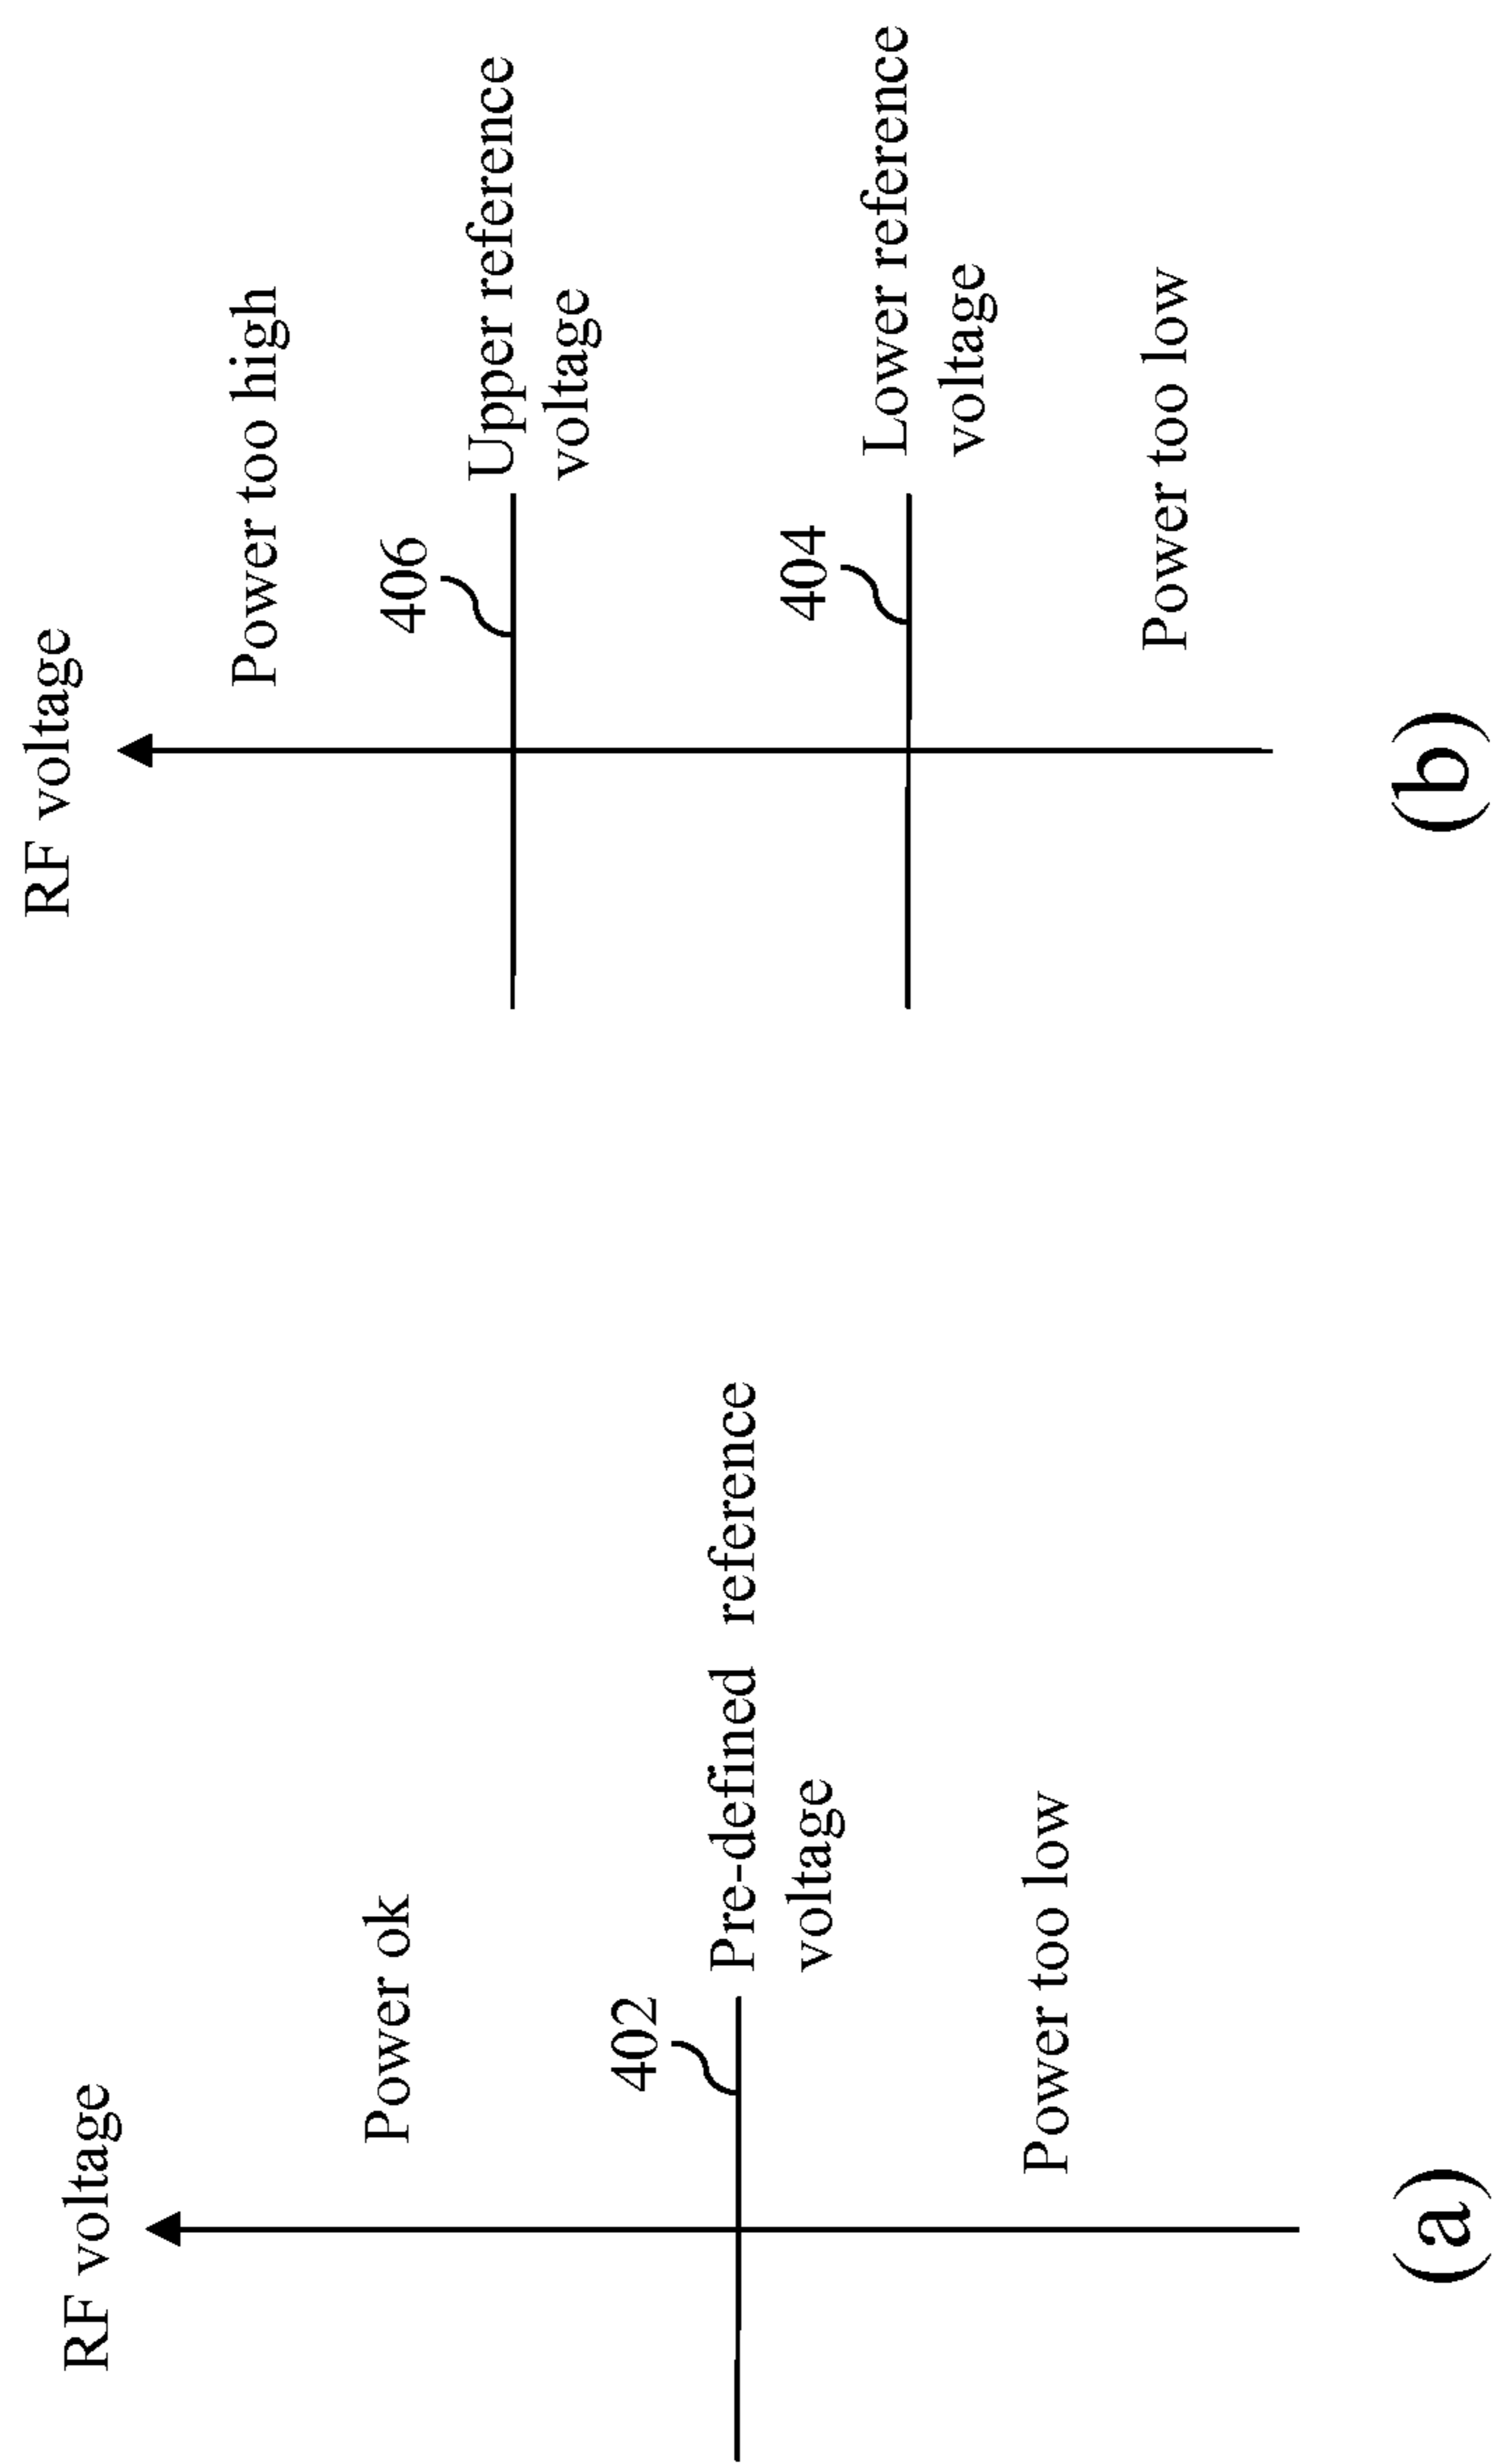 RF voltage
Power ok
402
Pre-defined reference
voltage
Power too low
(a)
RF voltage
Power too high
406
Upper reference
voltage
404
Lower reference
voltage
Power too low
(b)